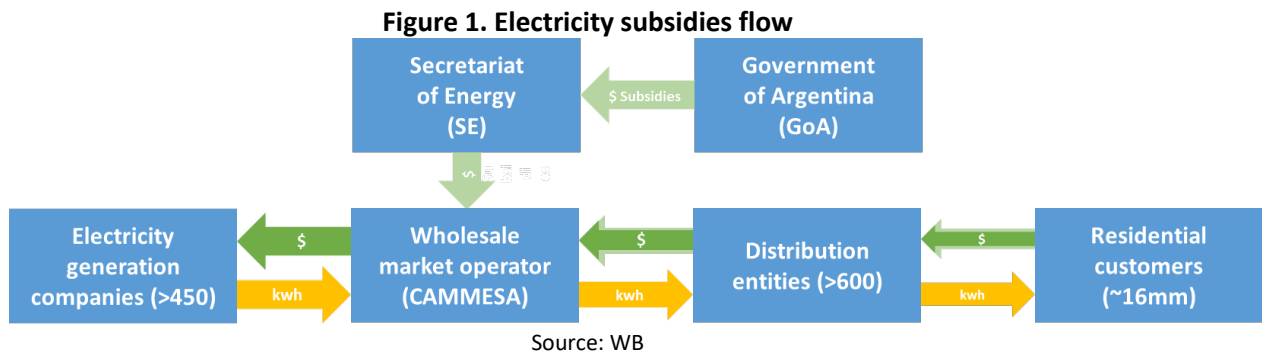 Figure 1. Electricity subsidies flow
Secretariat
of Energy
(SE)
$ Subsidies
Government
of Argentina
(GoA)
$
Electricity
generation
companies (>450)
$
kwh
Wholesale
market operator
(CAMMESA)
$
kwh
Distribution
entities (>600)
$
kwh
Residential
customers
(~16mm)
Source: WB